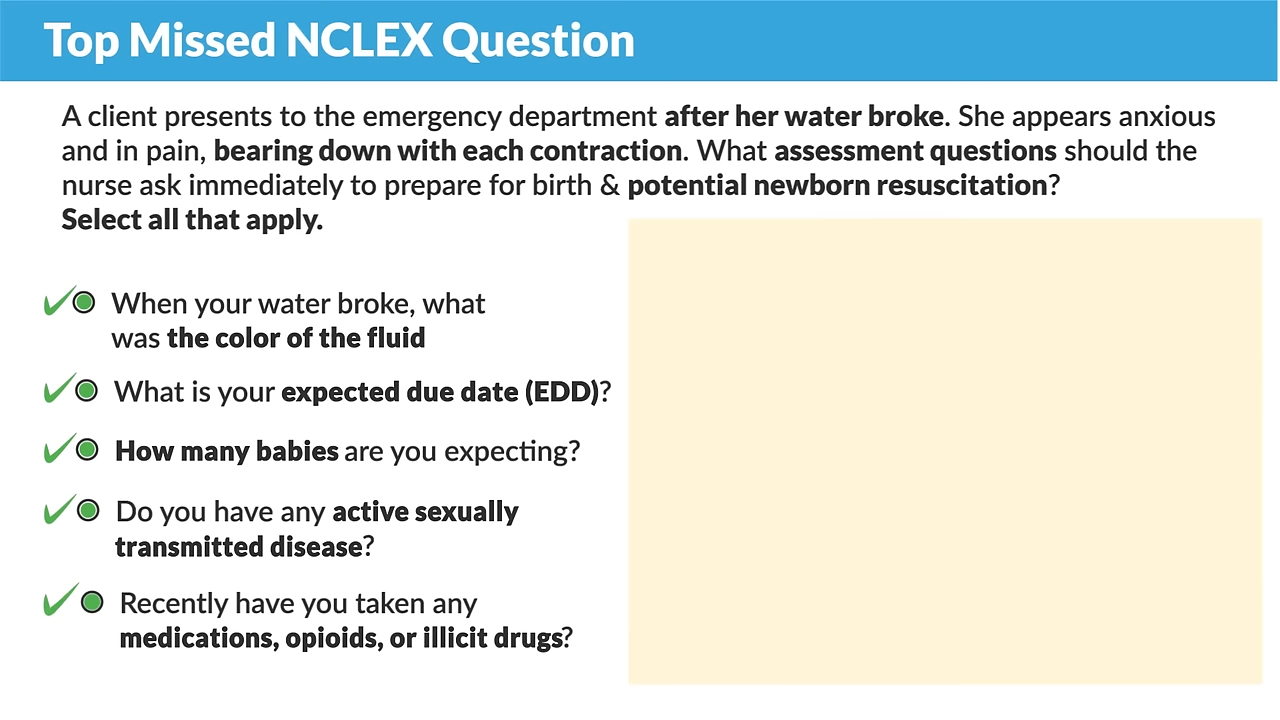 Top Missed NCLEX Question
A client presents to the emergency department after her water broke. She appears anxious
and in pain, bearing down with each contraction. What assessment questions should the
nurse ask immediately to prepare for birth & potential newborn resuscitation?
Select all that apply.
When your water broke, what
was the color of the fluid
What is your expected due date (EDD)?
How many babies are you expecting?
Do you have any active sexually
transmitted disease?
Recently have you taken any
medications, opioids, or illicit drugs?